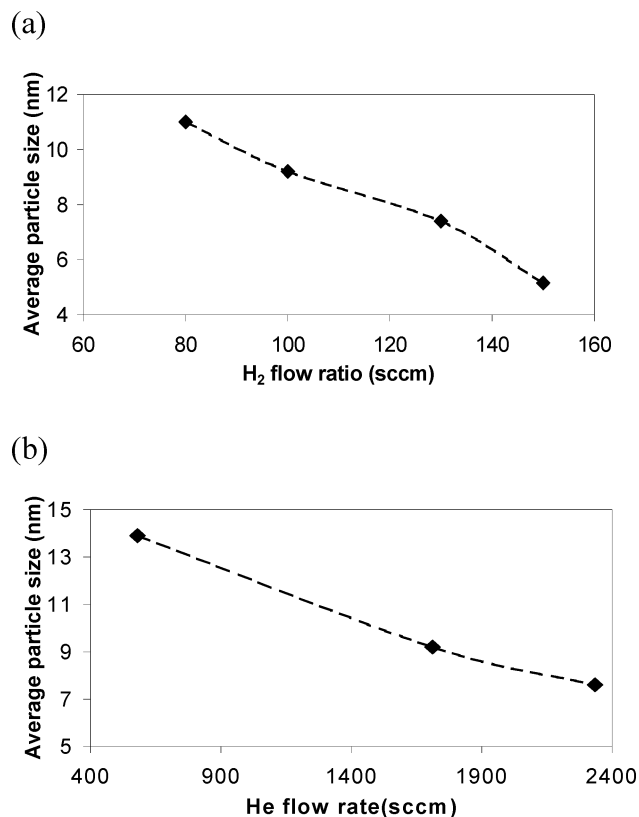 (a)
Average particle size (nm)
12
10
8
6
4
60 80 100 120 140 160
H₂ flow ratio (sccm)
(b)
Average particle size (nm)
15
13
11
9
7
5
400 900 1400 1900 2400
He flow rate(sccm)